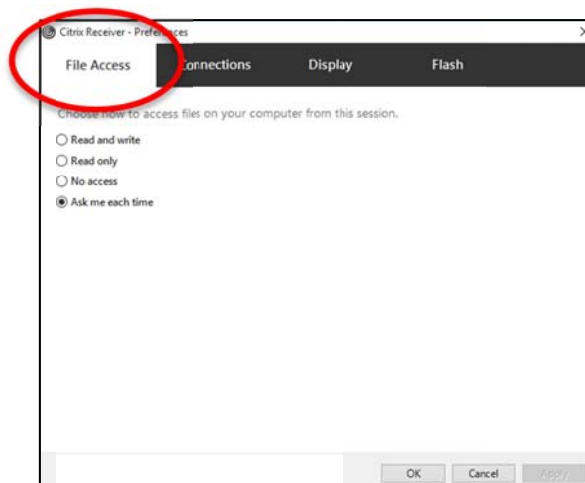 Citrix Receiver - Preferences
File Access Connections Display Flash
Choose how to access files on your computer from this session.
Read and write
Read only
No access
Ask me each time
OK Cancel Apply